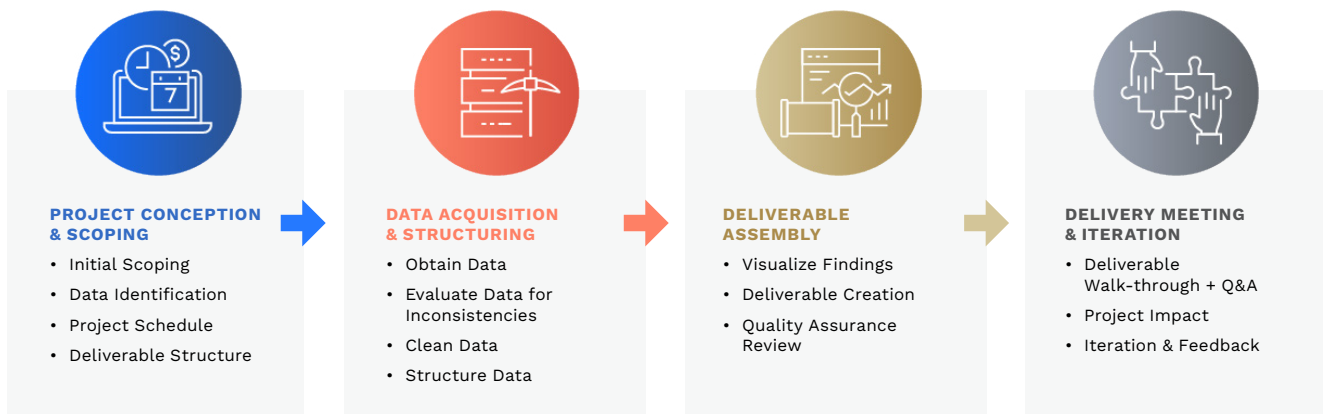 $
7
PROJECT CONCEPTION
& SCOPING
• Initial Scoping
• Data Identification
• Project Schedule
• Deliverable Structure
DATA ACQUISITION
& STRUCTURING
• Obtain Data
• Evaluate Data for
Inconsistencies
• Clean Data
• Structure Data
DELIVERABLE
ASSEMBLY
• Visualize Findings
• Deliverable Creation
• Quality Assurance
Review
DELIVERY MEETING
& ITERATION
• Deliverable
Walk-through + Q&A
• Project Impact
• Iteration & Feedback